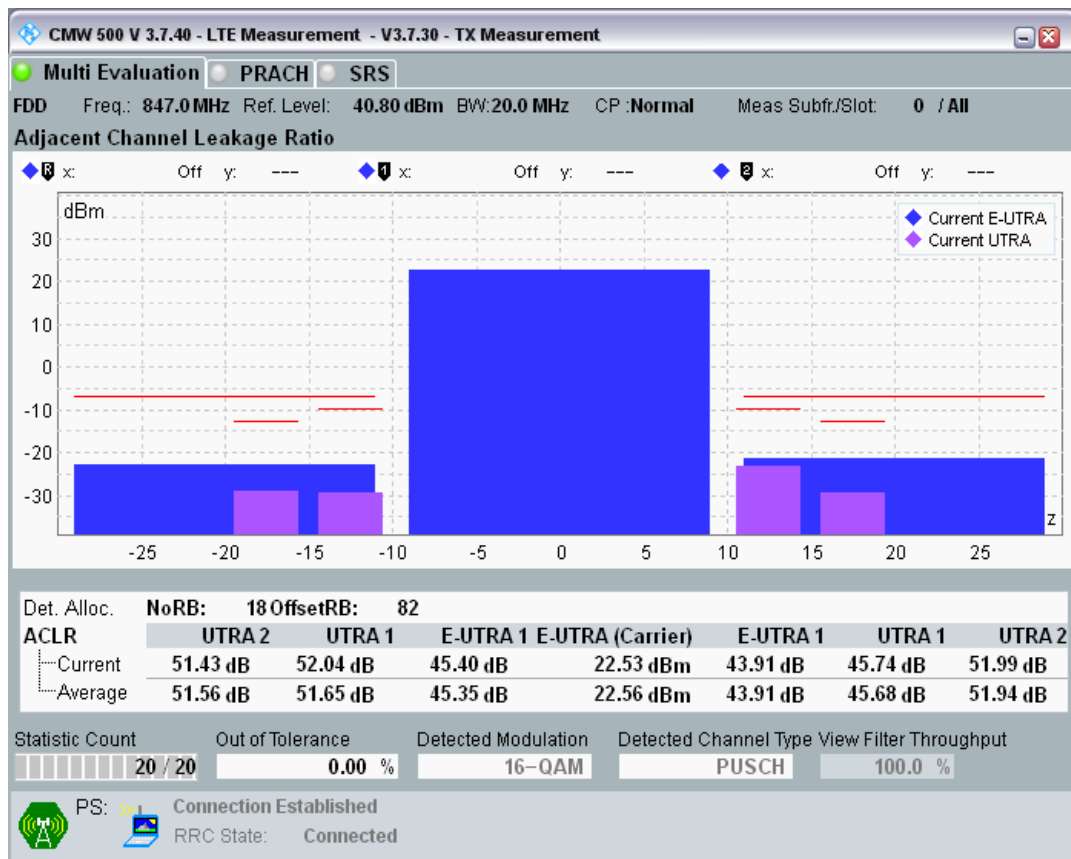 CMW 500 V 3.7.40 - LTE Measurement - V3.7.30 - TX Measurement
Multi Evaluation PRACH SRS
FDD Freq.: 847.0 MHz Ref. Level: 40.80 dBm BW:20.0 MHz CP :Normal Meas Subfr./Slot: 0 / All
Adjacent Channel Leakage Ratio
R x: Off y: --- 1 x: Off y: --- 2 x: Off y: ---
dBm
Current E-UTRA
Current UTRA
30
20
10
0
-10
-20
-30
z
-25 -20 -15 -10 -5 0 5 10 15 20 25
Det. Alloc. NoRB: 18 OffsetRB: 82
ACLR UTRA 2 UTRA 1 E-UTRA 1 E-UTRA (Carrier) E-UTRA 1 UTRA 1 UTRA 2
Current 51.43 dB 52.04 dB 45.40 dB 22.53 dBm 43.91 dB 45.74 dB 51.99 dB
Average 51.56 dB 51.65 dB 45.35 dB 22.56 dBm 43.91 dB 45.68 dB 51.94 dB
Statistic Count Out of Tolerance Detected Modulation Detected Channel Type View Filter Throughput
20 / 20 0.00 % 16-QAM PUSCH 100.0 %
PS: Connection Established
RRC State: Connected